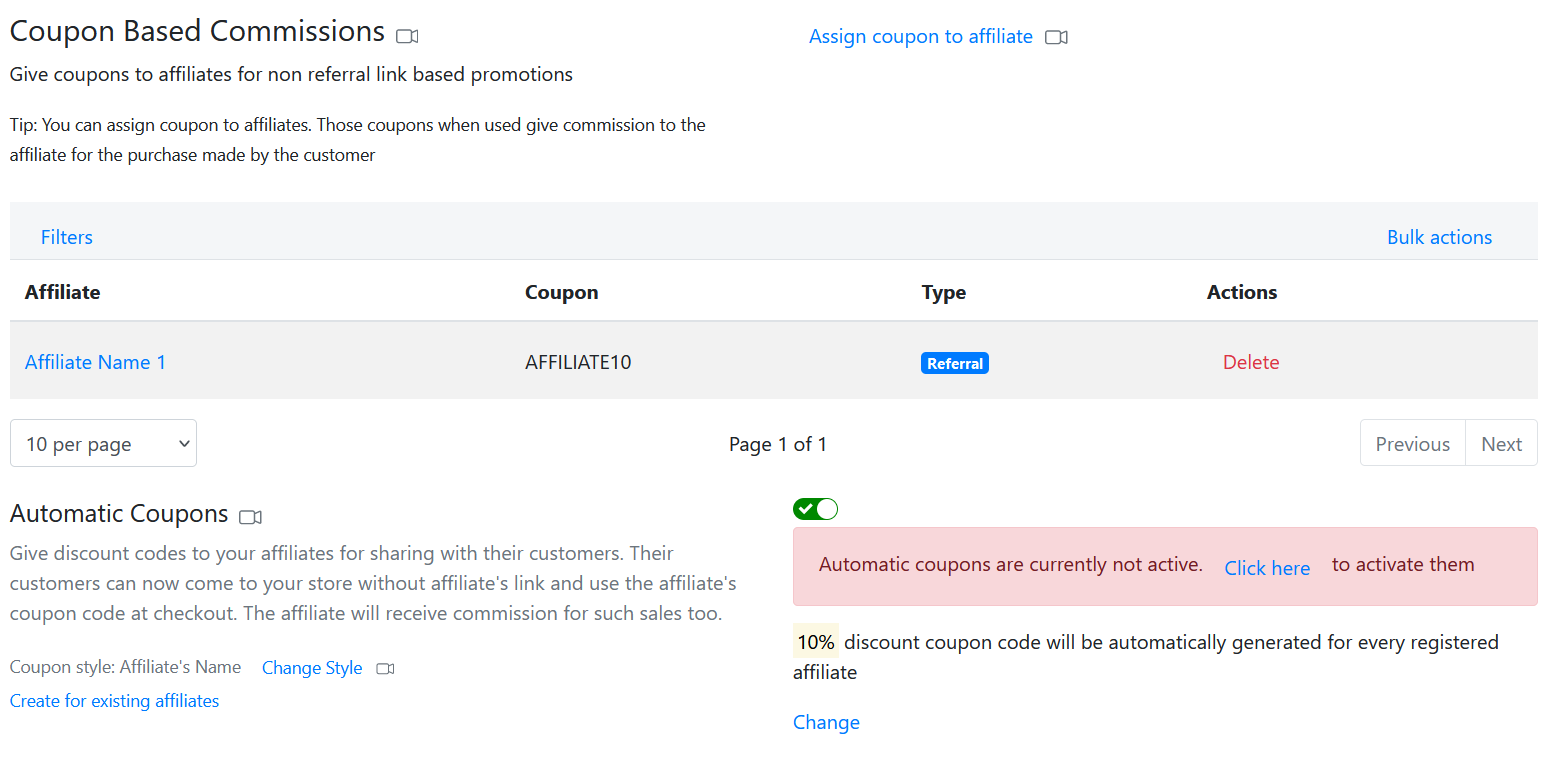 Coupon Based Commissions
Assign coupon to affiliate
Give coupons to affiliates for non referral link based promotions
Tip: You can assign coupon to affiliates. Those coupons when used give commission to the
affiliate for the purchase made by the customer
Filters
Bulk actions
Affiliate Coupon Type Actions
Affiliate Name 1 AFFILIATE10 Referral Delete
10 per page
Page 1 of 1
Previous Next
Automatic Coupons
Give discount codes to your affiliates for sharing with their customers. Their
customers can now come to your store without affiliate's link and use the affiliate's
coupon code at checkout. The affiliate will receive commission for such sales too.
Coupon style: Affiliate's Name Change Style
Create for existing affiliates
Automatic coupons are currently not active. Click here to activate them
10% discount coupon code will be automatically generated for every registered
affiliate
Change